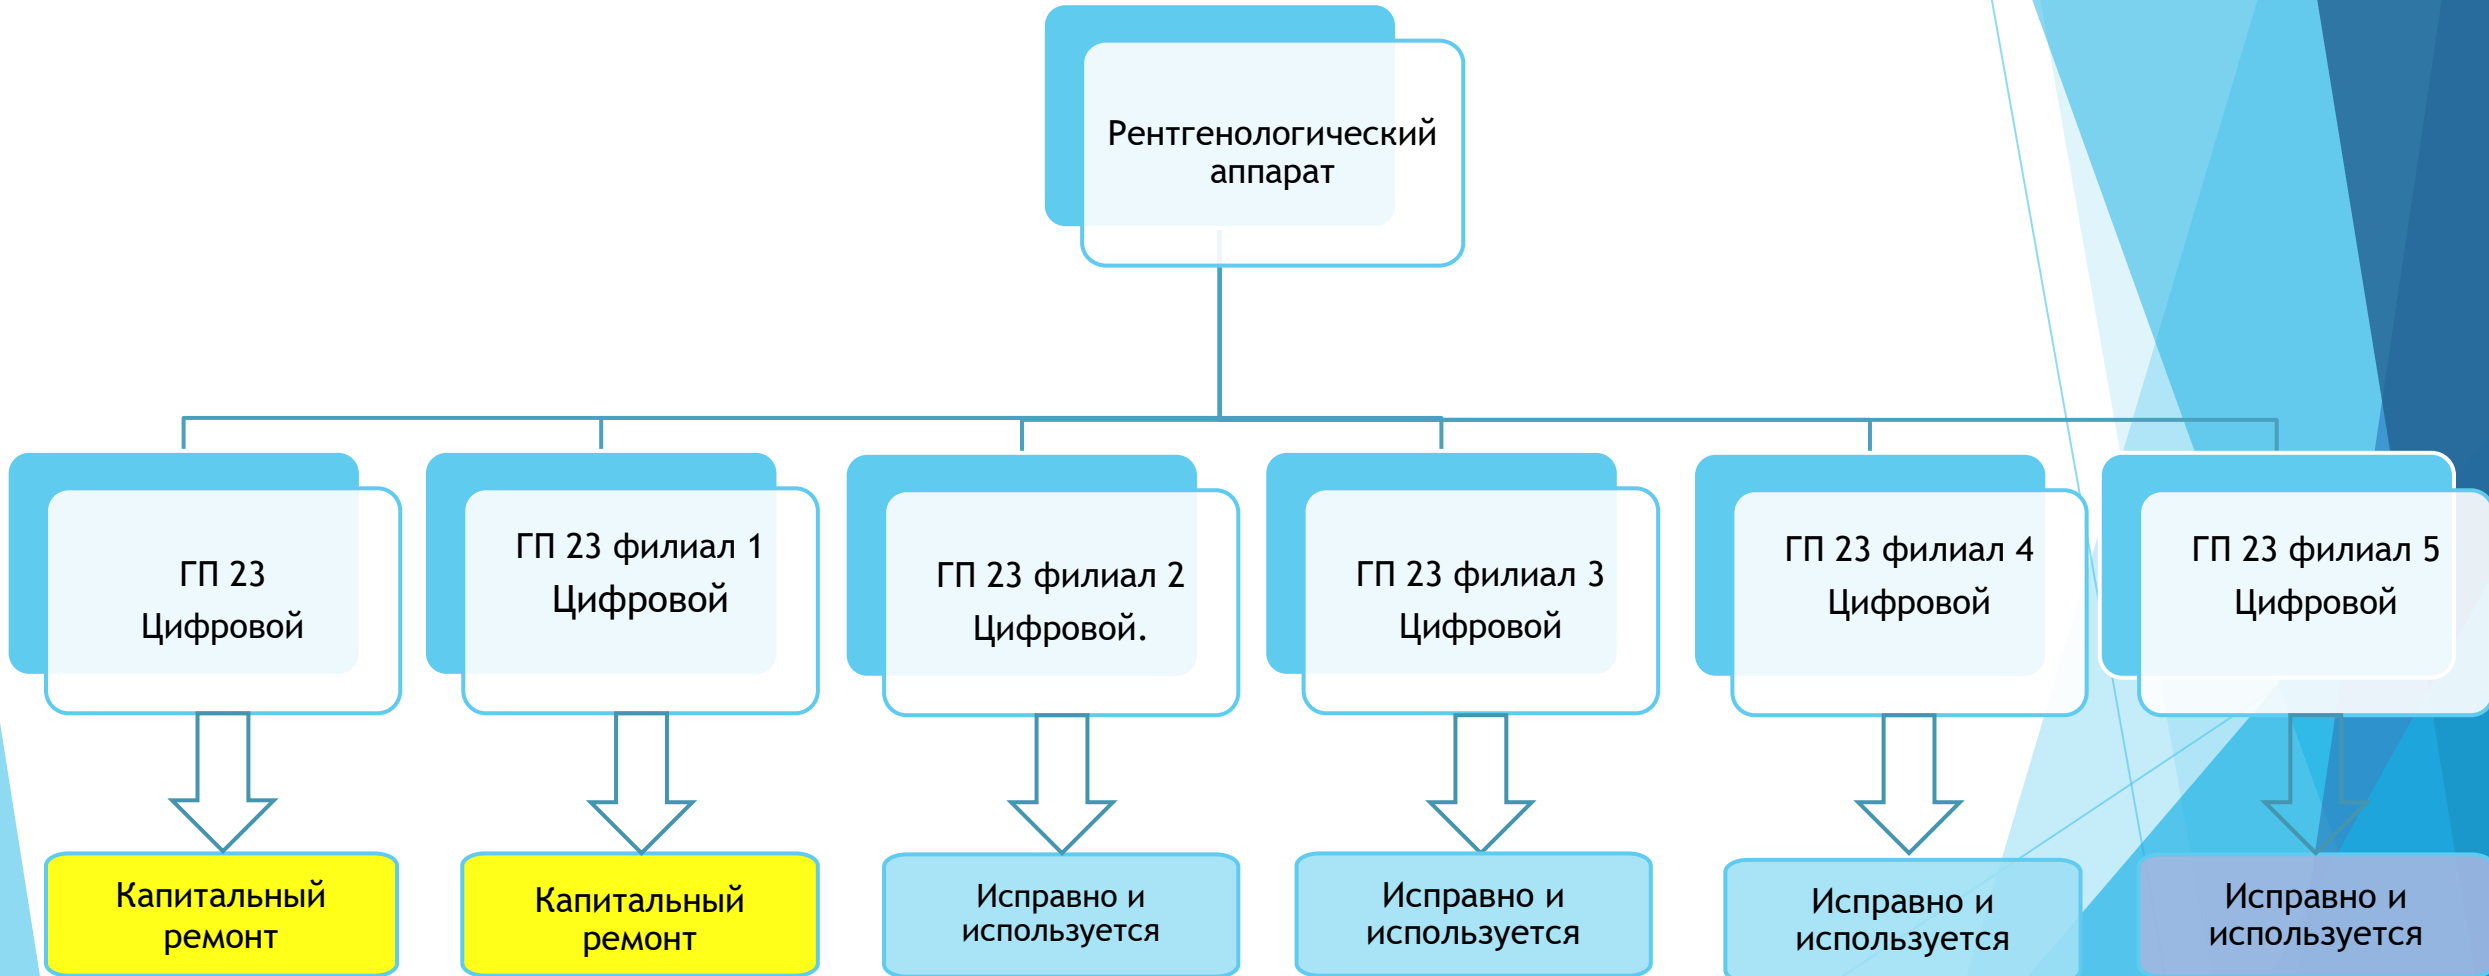 Рентгенологический
аппарат
ГП 23
Цифровой
ГП 23 филиал 1
Цифровой
ГП 23 филиал 2
Цифровой.
ГП 23 филиал 3
Цифровой
ГП 23 филиал 4
Цифровой
ГП 23 филиал 5
Цифровой
Капитальный
ремонт
Капитальный
ремонт
Исправно и
используется
Исправно и
используется
Исправно и
используется
Исправно и
используется